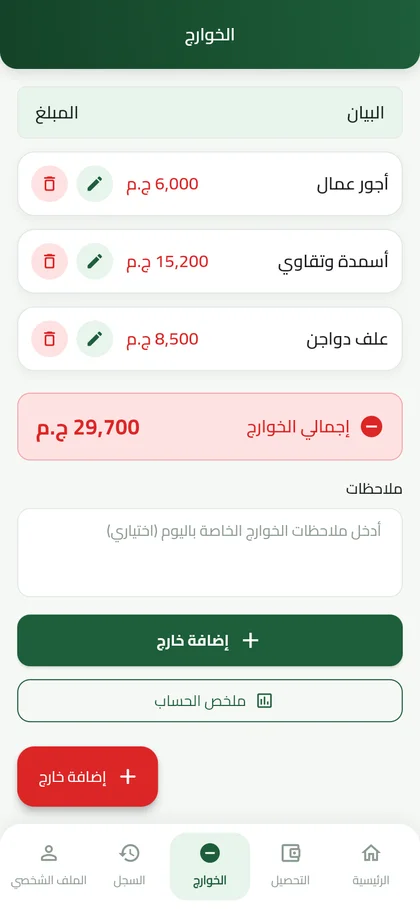 الخوارج
البيان المبلغ
أجور عمال 6,000 ج.م
أسمدة وتقاوي 15,200 ج.م
علف دواجن 8,500 ج.م
إجمالي الخوارج 29,700 ج.م
ملاحظات
أدخل ملاحظات الخوارج الخاصة باليوم (اختياري)
إضافة خارج
ملخص الحساب
إضافة خارج
الرئيسية التحصيل الخوارج السجل الملف الشخصي